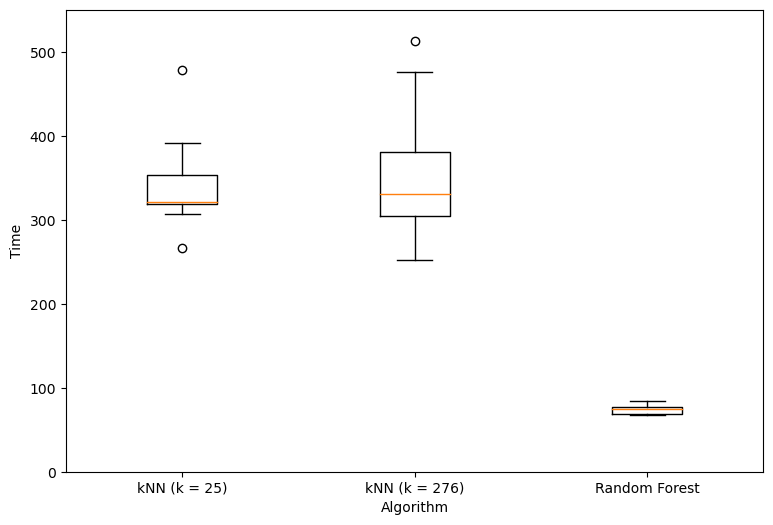 500
400
300
200
100
0
Time
kNN (k = 25)
kNN (k = 276)
Random Forest
Algorithm